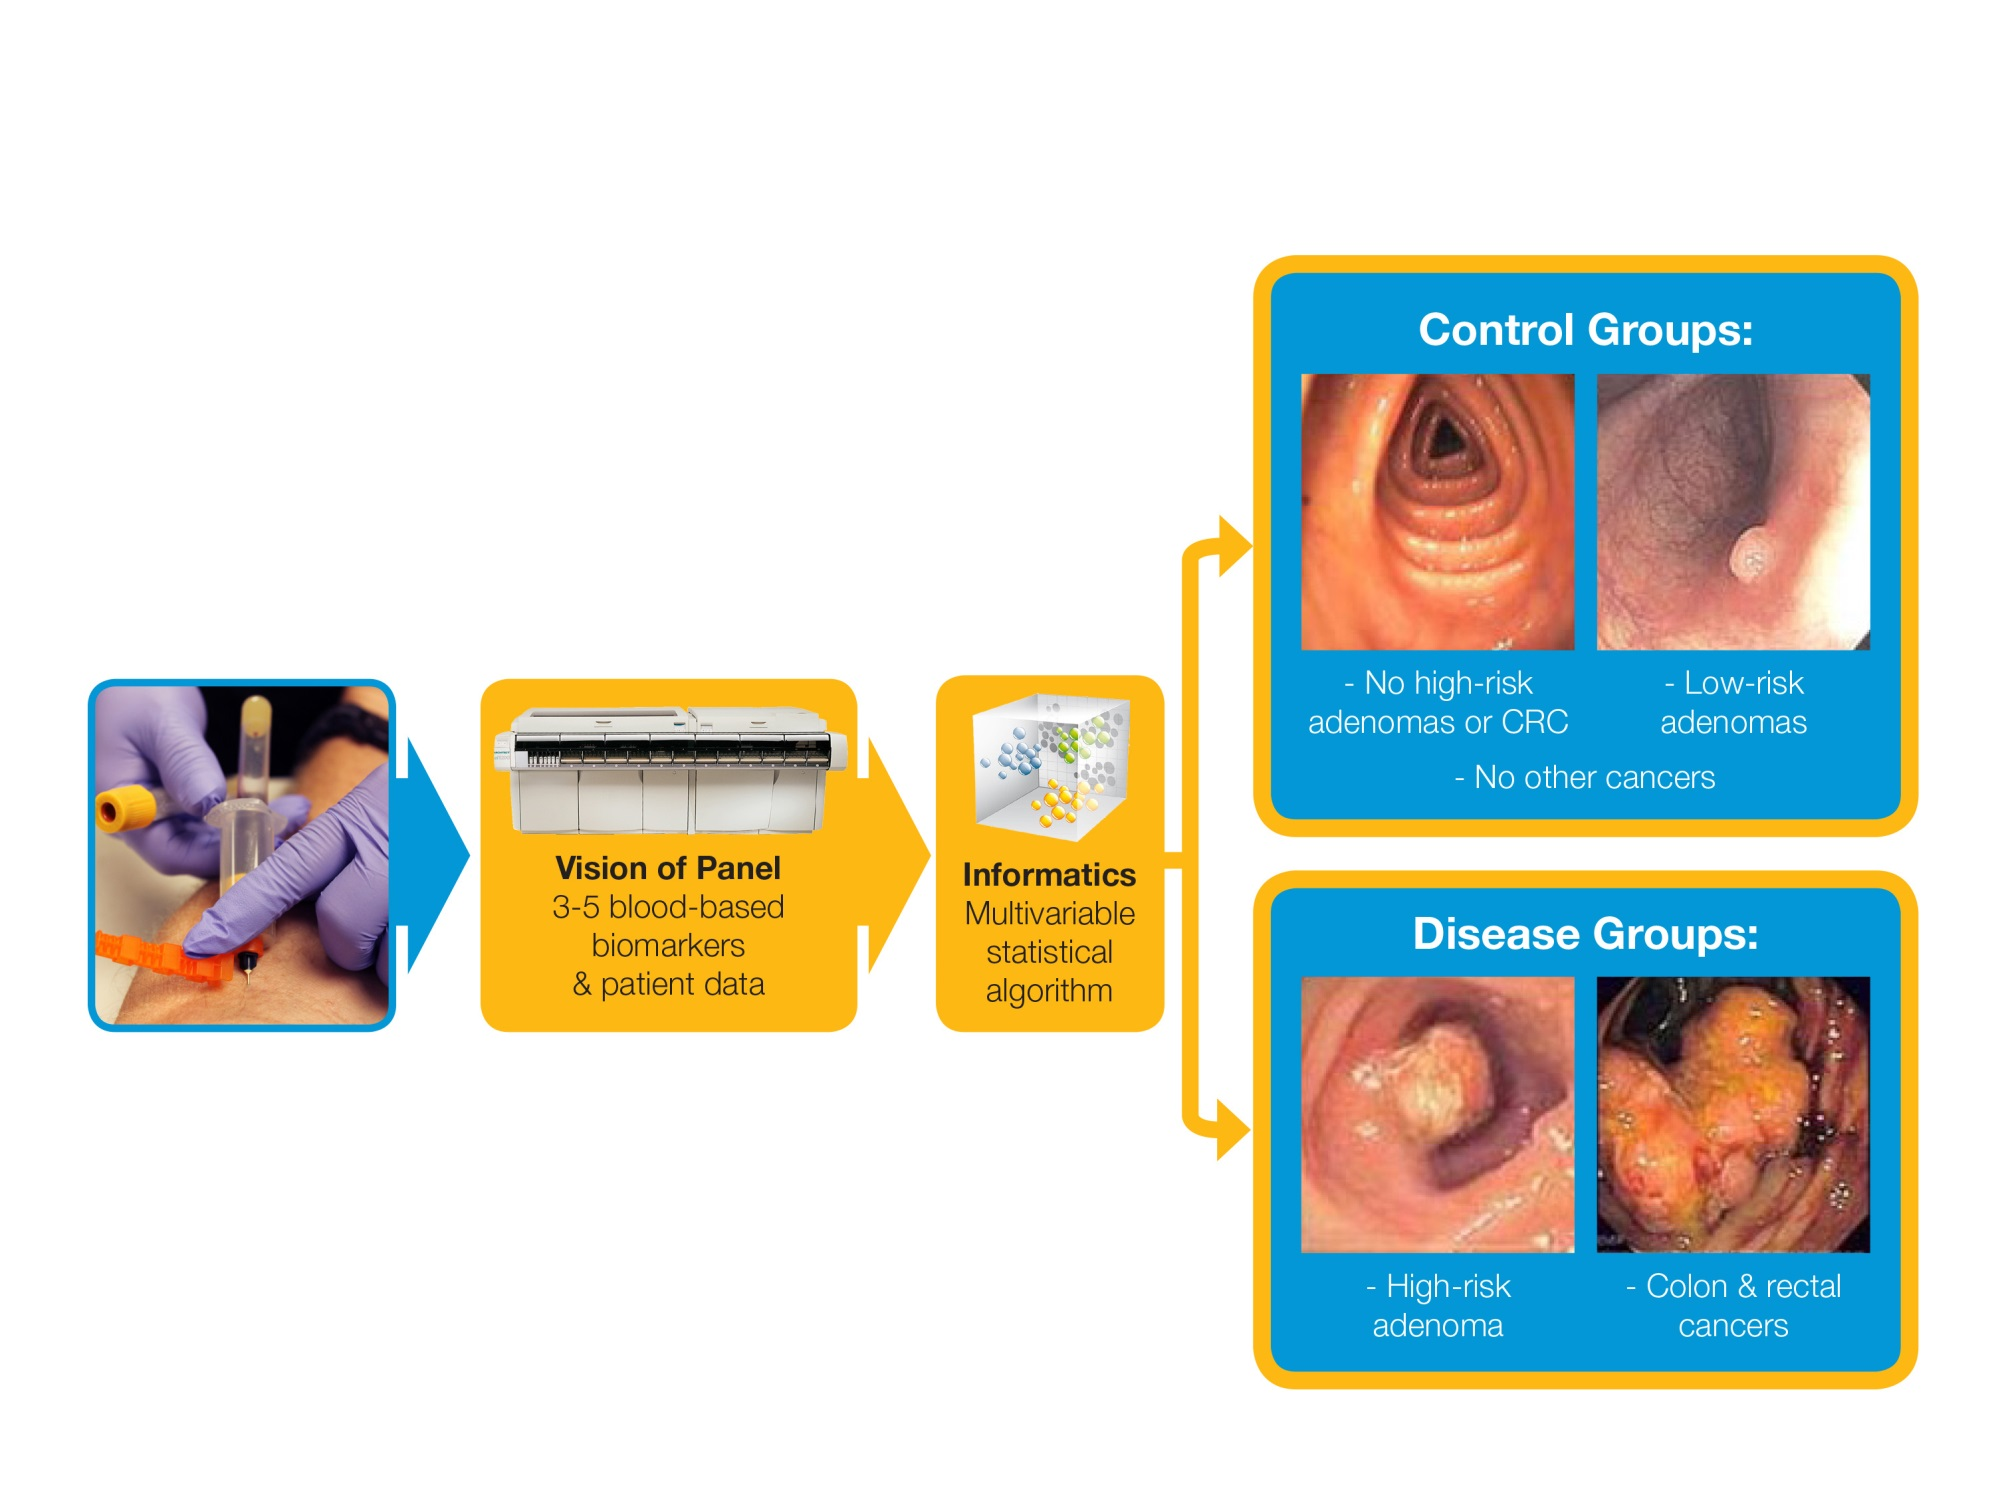 Control Groups:
- No high-risk
adenomas or CRC
- Low-risk
adenomas
- No other cancers
Vision of Panel
3-5 blood-based
biomarkers
& patient data
Informatics
Multivariable
statistical
algorithm
Disease Groups:
- High-risk
adenoma
- Colon & rectal
cancers